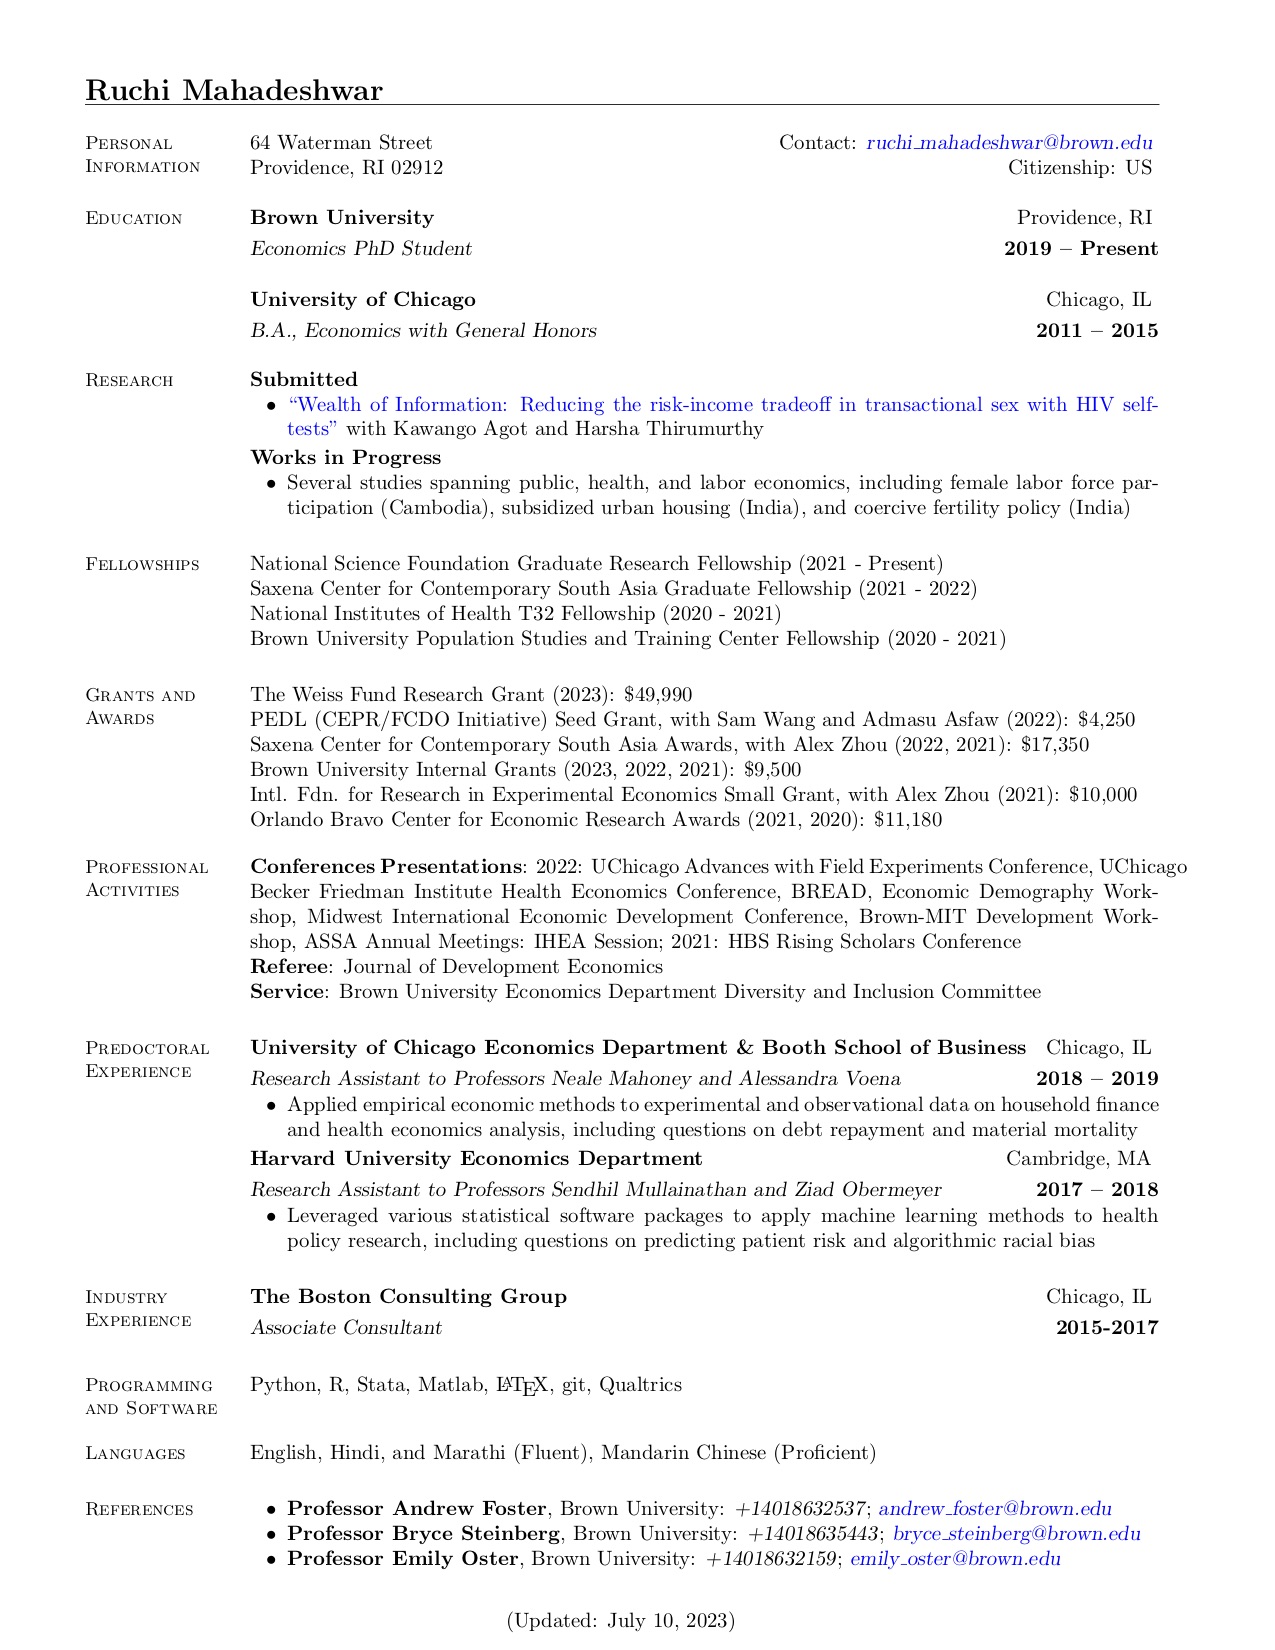 Ruchi Mahadeshwar
Personal Information
64 Waterman Street Contact: ruchi_mahadeshwar@brown.edu
Providence, RI 02912 Citizenship: US
Education
Brown University Providence, RI
Economics PhD Student 2019 – Present
University of Chicago Chicago, IL
B.A., Economics with General Honors 2011 – 2015
Research
Submitted
• “Wealth of Information: Reducing the risk-income tradeoff in transactional sex with HIV self-
tests” with Kawango Agot and Harsha Thirumurthy
Works in Progress
• Several studies spanning public, health, and labor economics, including female labor force par-
ticipation (Cambodia), subsidized urban housing (India), and coercive fertility policy (India)
Fellowships
National Science Foundation Graduate Research Fellowship (2021 - Present)
Saxena Center for Contemporary South Asia Graduate Fellowship (2021 - 2022)
National Institutes of Health T32 Fellowship (2020 - 2021)
Brown University Population Studies and Training Center Fellowship (2020 - 2021)
Grants and Awards
The Weiss Fund Research Grant (2023): $49,990
PEDL (CEPR/FCDO Initiative) Seed Grant, with Sam Wang and Admasu Asfaw (2022): $4,250
Saxena Center for Contemporary South Asia Awards, with Alex Zhou (2022, 2021): $17,350
Brown University Internal Grants (2023, 2022, 2021): $9,500
Intl. Fdn. for Research in Experimental Economics Small Grant, with Alex Zhou (2021): $10,000
Orlando Bravo Center for Economic Research Awards (2021, 2020): $11,180
Professional Activities
Conferences Presentations: 2022: UChicago Advances with Field Experiments Conference, UChicago
Becker Friedman Institute Health Economics Conference, BREAD, Economic Demography Work-
shop, Midwest International Economic Development Conference, Brown-MIT Development Work-
shop, ASSA Annual Meetings: IHEA Session; 2021: HBS Rising Scholars Conference
Referee: Journal of Development Economics
Service: Brown University Economics Department Diversity and Inclusion Committee
Predoctoral Experience
University of Chicago Economics Department & Booth School of Business Chicago, IL
Research Assistant to Professors Neale Mahoney and Alessandra Voena 2018 – 2019
• Applied empirical economic methods to experimental and observational data on household finance
and health economics analysis, including questions on debt repayment and material mortality
Harvard University Economics Department Cambridge, MA
Research Assistant to Professors Sendhil Mullainathan and Ziad Obermeyer 2017 – 2018
• Leveraged various statistical software packages to apply machine learning methods to health
policy research, including questions on predicting patient risk and algorithmic racial bias
Industry Experience
The Boston Consulting Group Chicago, IL
Associate Consultant 2015-2017
Programming and Software
Python, R, Stata, Matlab, LATEX, git, Qualtrics
Languages
English, Hindi, and Marathi (Fluent), Mandarin Chinese (Proficient)
References
• Professor Andrew Foster, Brown University: +14018632537; andrew_foster@brown.edu
• Professor Bryce Steinberg, Brown University: +14018635443; bryce_steinberg@brown.edu
• Professor Emily Oster, Brown University: +14018632159; emily_oster@brown.edu
(Updated: July 10, 2023)